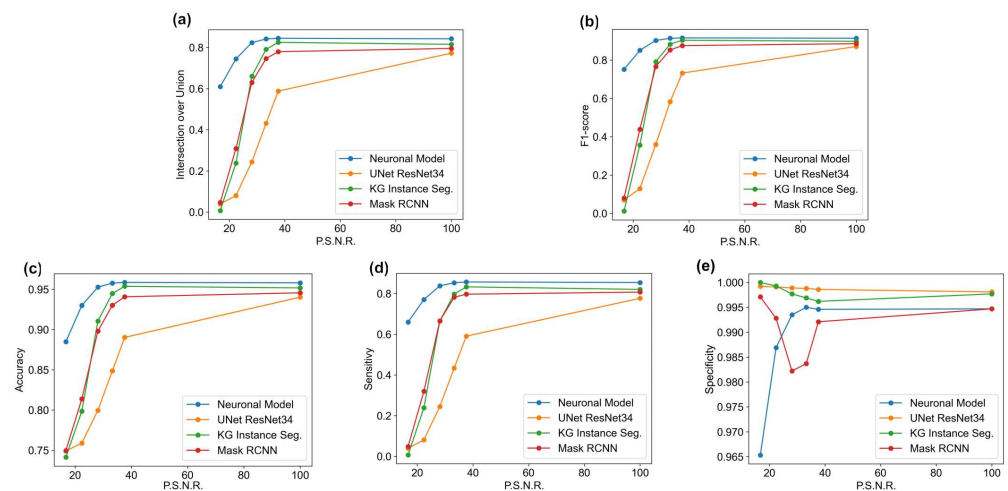 (a)
Intersection over Union
0.8
0.6
0.4
0.2
0.0
20 40 60 80 100
P.S.N.R.
Neuronal Model
UNet ResNet34
KG Instance Seg.
Mask RCNN
(b)
F1-score
0.8
0.6
0.4
0.2
0.0
20 40 60 80 100
P.S.N.R.
Neuronal Model
UNet ResNet34
KG Instance Seg.
Mask RCNN
(c)
Accuracy
0.95
0.90
0.85
0.80
0.75
20 40 60 80 100
P.S.N.R.
Neuronal Model
UNet ResNet34
KG Instance Seg.
Mask RCNN
(d)
Sensitivy
0.8
0.6
0.4
0.2
0.0
20 40 60 80 100
P.S.N.R.
Neuronal Model
UNet ResNet34
KG Instance Seg.
Mask RCNN
(e)
Specificity
1.000
0.995
0.990
0.985
0.980
0.975
0.970
0.965
20 40 60 80 100
P.S.N.R.
Neuronal Model
UNet ResNet34
KG Instance Seg.
Mask RCNN